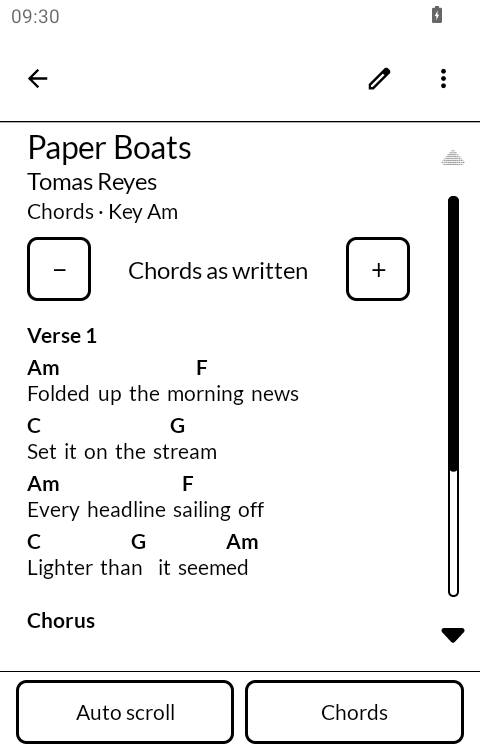 09:30
Paper Boats
Tomas Reyes
Chords · Key Am
− Chords as written +
Verse 1
Am F
Folded up the morning news
C G
Set it on the stream
Am F
Every headline sailing off
C G Am
Lighter than it seemed
Chorus
Auto scroll Chords